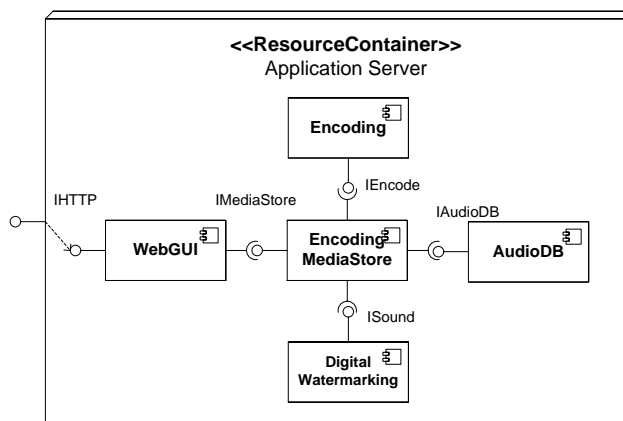 <<ResourceContainer>>
Application Server
Encoding
IEncode
IHTTP
IMediaStore
IAudioDB
WebGUI
Encoding
MediaStore
AudioDB
ISound
Digital
Watermarking